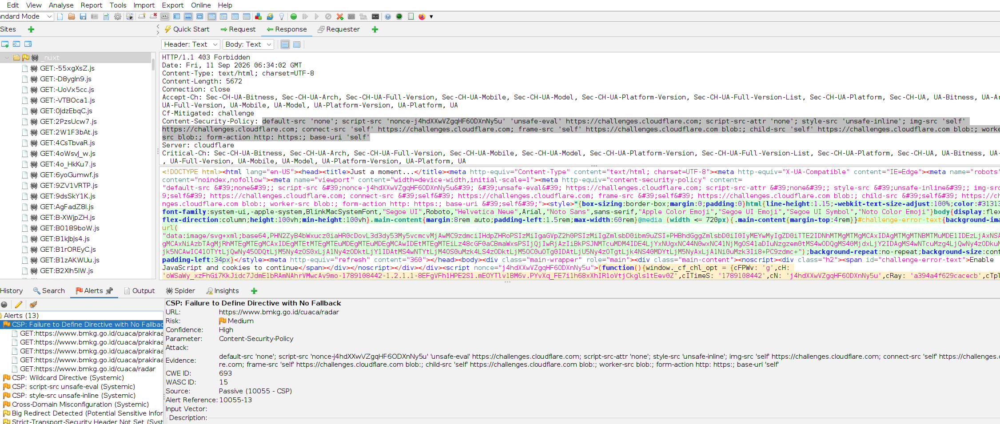 Edit View Analyse Report Tools Import Export Online Help
ndard Mode
Sites
Quick Start Request Response Requester
Header: Text Body: Text
_nuxt
GET:-55xgXsZ.js
GET:-D8ygln9.js
GET:-UoVx5cc.js
GET:-VTBOca1.js
GET:0JdzEbqC.js
GET:2PzsUcw7.js
GET:2W1F3bAt.js
GET:4CsTbvaR.js
GET:4oWsvJ_w.js
GET:4o_HkKu7.js
GET:6yoGumwf.js
GET:9ZV1VRTP.js
GET:9dsSkY1K.js
GET:AgFadZ8I.js
GET:B-XWjpZH.js
GET:B0189boW.js
GET:B1kJbJs4.js
GET:B1rOREyC.js
GET:B1zAKWUu.js
GET:B2XIh5IW.js
HTTP/1.1 403 Forbidden
Date: Fri, 11 Sep 2026 06:34:02 GMT
Content-Type: text/html; charset=UTF-8
Content-Length: 5672
Connection: close
Accept-Ch: Sec-CH-UA-Bitness, Sec-CH-UA-Arch, Sec-CH-UA-Full-Version, Sec-CH-UA-Mobile, Sec-CH-UA-Model, Sec-CH-UA-Platform-Version, Sec-CH-UA-Full-Version-List, Sec-CH-UA-Platform, Sec-CH-UA, UA-Bitness, UA-Ar
UA-Full-Version, UA-Mobile, UA-Model, UA-Platform-Version, UA-Platform, UA
Cf-Mitigated: challenge
Content-Security-Policy: default-src 'none'; script-src 'nonce-j4hdXXwVZgqHF6ODXnNy5u' 'unsafe-eval' https://challenges.cloudflare.com; script-src-attr 'none'; style-src 'unsafe-inline'; img-src 'self'
https://challenges.cloudflare.com; connect-src 'self' https://challenges.cloudflare.com; frame-src 'self' https://challenges.cloudflare.com blob:; child-src 'self' https://challenges.cloudflare.com blob:; worke
src blob:; form-action http: https:; base-uri 'self'
Server: cloudflare
Critical-Ch: Sec-CH-UA-Bitness, Sec-CH-UA-Arch, Sec-CH-UA-Full-Version, Sec-CH-UA-Mobile, Sec-CH-UA-Model, Sec-CH-UA-Platform-Version, Sec-CH-UA-Full-Version-List, Sec-CH-UA-Platform, Sec-CH-UA, UA-Bitness, UA-
, UA-Full-Version, UA-Mobile, UA-Model, UA-Platform-Version, UA-Platform, UA
<!DOCTYPE html><html lang="en-US"><head><title>Just a moment...</title><meta http-equiv="Content-Type" content="text/html; charset=UTF-8"><meta http-equiv="X-UA-Compatible" content="IE=Edge"><meta name="robots"
content="noindex,nofollow"><meta name="viewport" content="width=device-width,initial-scale=1"><meta http-equiv="content-security-policy" content=
"default-src &#39;none&#39;; script-src &#39;nonce-j4hdXXwVZgqHF6ODXnNy5u&#39; &#39;unsafe-eval&#39; https://challenges.cloudflare.com; script-src-attr &#39;none&#39;; style-src &#39;unsafe-inline&#39;; img-src
9;self&#39; https://challenges.cloudflare.com; connect-src &#39;self&#39; https://challenges.cloudflare.com; frame-src &#39;self&#39; https://challenges.cloudflare.com blob:; child-src &#39;self&#39; https://ch
nges.cloudflare.com blob:; worker-src blob:; form-action http: https:; base-uri &#39;self&#39;"><style>*{box-sizing:border-box;margin:0;padding:0}html{line-height:1.15;-webkit-text-size-adjust:100%;color:#31313
font-family:system-ui,-apple-system,BlinkMacSystemFont,"Segoe UI",Roboto,"Helvetica Neue",Arial,"Noto Sans",sans-serif,"Apple Color Emoji","Segoe UI Emoji","Segoe UI Symbol","Noto Color Emoji"}body{display:flex
flex-direction:column;height:100vh;min-height:100vh}.main-content{margin:8rem auto;padding-left:1.5rem;max-width:60rem}@media (width <= 720px){.main-content{margin-top:4rem}}#challenge-error-text{background-ima
url(
padding-left:34px}</style><meta http-equiv="refresh" content="360"></head><body><div class="main-wrapper" role="main"><div class="main-content"><noscript><div class="h2"><span id="challenge-error-text">Enable
JavaScript and cookies to continue</span></div></noscript></div></div><script nonce="j4hdXXwVZgqHF6ODXnNy5u">(function(){window._cf_chl_opt = {cFPWv: 'g',cH:
cITimeS: '1789108442',cN: 'j4hdXXwVZgqHF6ODXnNy5u',cRay: 'a394a4f629cacecb',cTpl
History Search Alerts Output Spider Insights
Alerts (13)
CSP: Failure to Define Directive with No Fallbac
GET:https://www.bmkg.go.id/cuaca/prakiraa
GET:https://www.bmkg.go.id/cuaca/prakiraa
GET:https://www.bmkg.go.id/cuaca/prakiraa
GET:https://www.bmkg.go.id/cuaca/prakiraa
GET:https://www.bmkg.go.id/cuaca/radar
CSP: Wildcard Directive (Systemic)
CSP: script-src unsafe-eval (Systemic)
CSP: style-src unsafe-inline (Systemic)
Cross-Domain Misconfiguration (Systemic)
Big Redirect Detected (Potential Sensitive Infor
Strict-Transport-Security Header Not Set (Syst
CSP: Failure to Define Directive with No Fallback
URL: https://www.bmkg.go.id/cuaca/radar
Risk: Medium
Confidence: High
Parameter: Content-Security-Policy
Attack:
Evidence: default-src 'none'; script-src 'nonce-j4hdXXwVZgqHF6ODXnNy5u' 'unsafe-eval' https://challenges.cloudflare.com; script-src-attr 'none'; style-src 'unsafe-inline'; img-src 'self' https://challenges.cloudflare.com; connect-src 'self' https://challenges.c
re.com; frame-src 'self' https://challenges.cloudflare.com blob:; child-src 'self' https://challenges.cloudflare.com blob:; worker-src blob:; form-action http: https:; base-uri 'self'
CWE ID: 693
WASC ID: 15
Source: Passive (10055 - CSP)
Alert Reference: 10055-13
Input Vector:
Description: